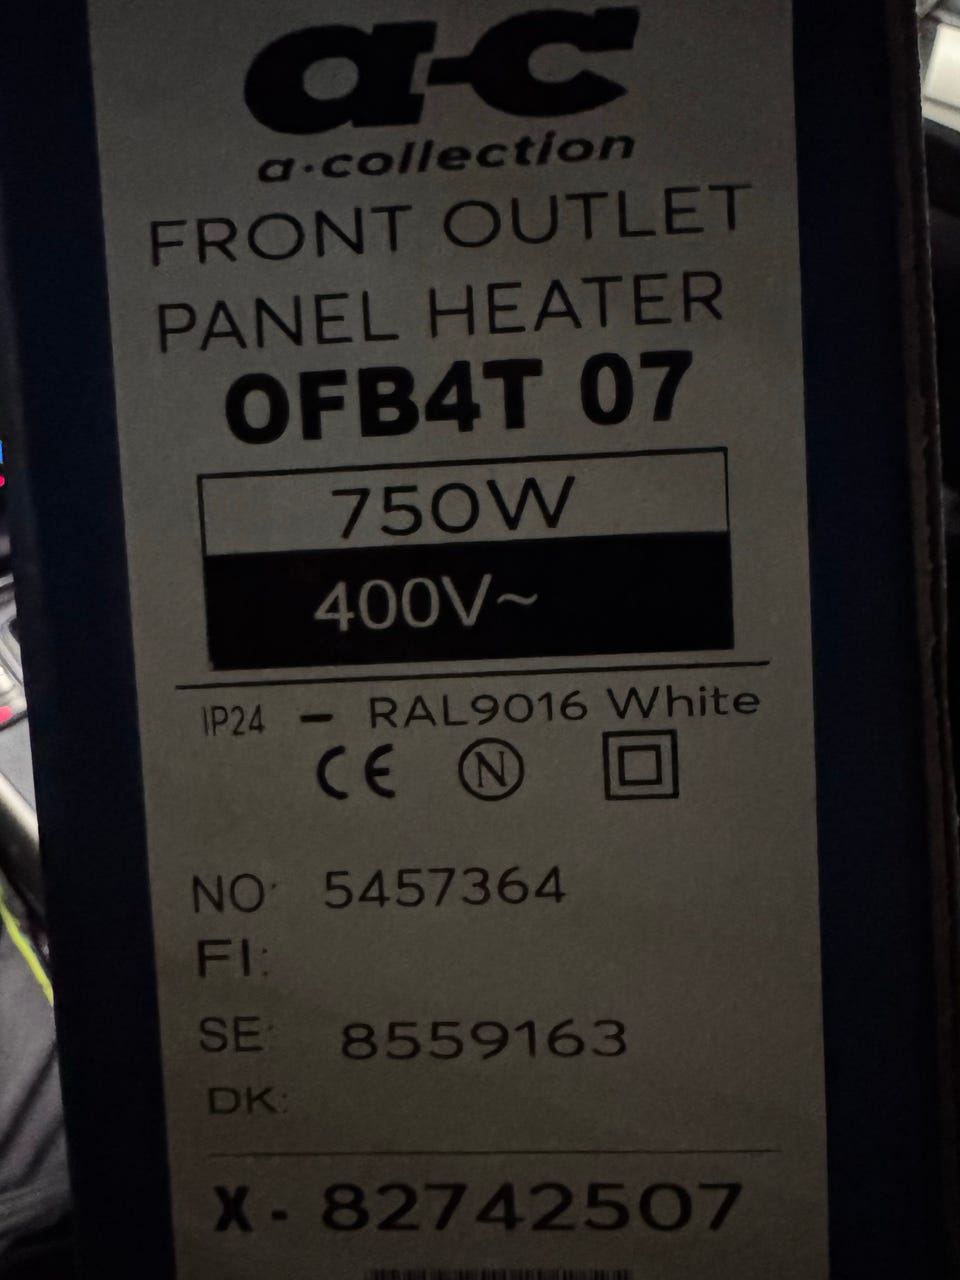 a-c
a·collection
FRONT OUTLET
PANEL HEATER
OFB4T 07
750W
400V~
IP24 – RAL9016 White
CE N
NO: 5457364
FI:
SE: 8559163
DK:
X - 82742507